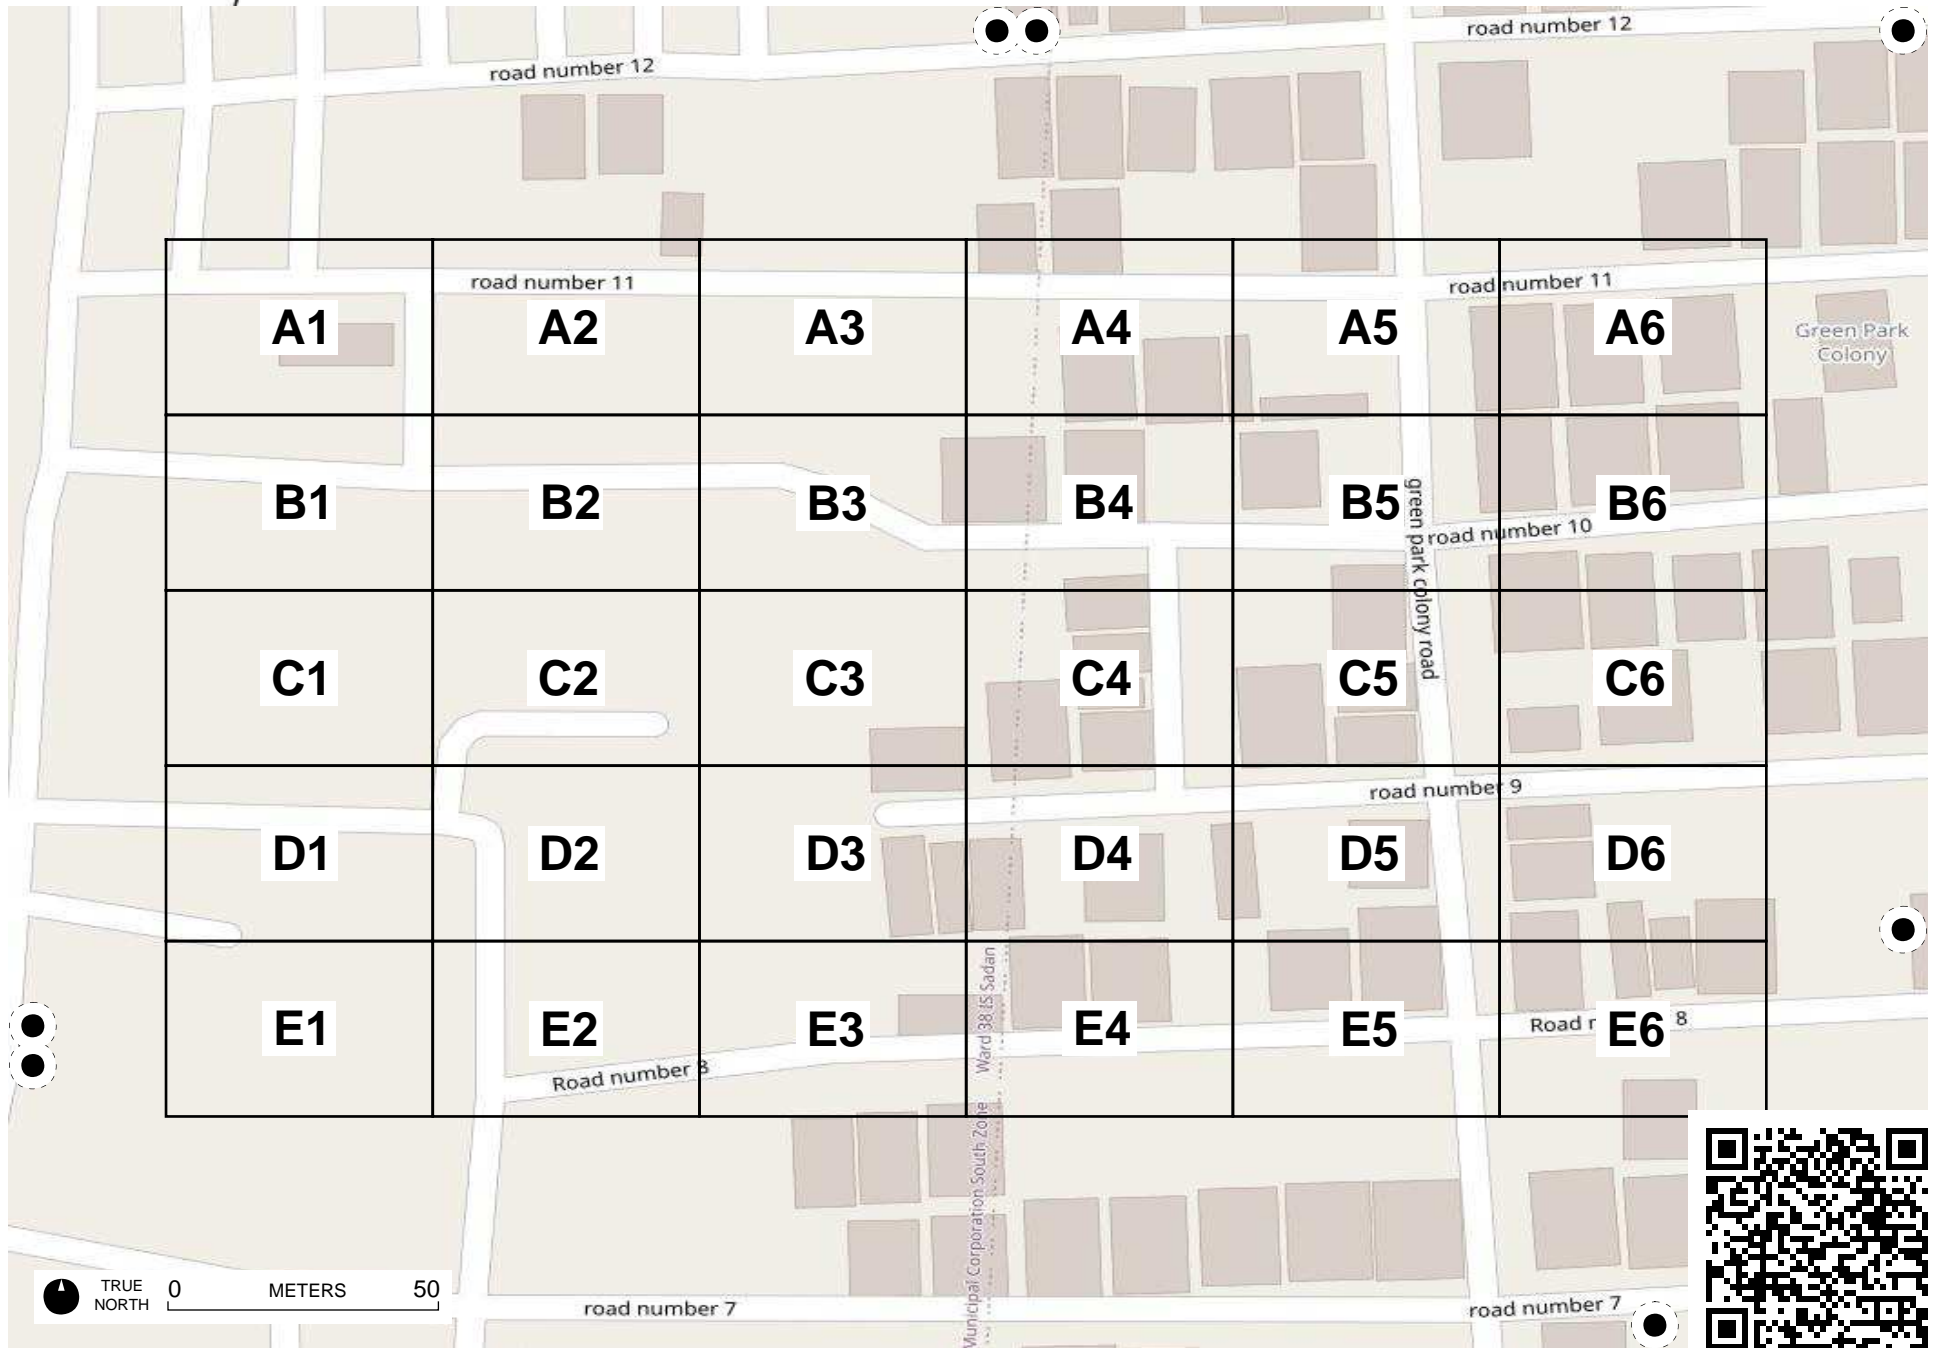 road number 12
road number 12
road number 11
road number 11
A1 A2 A3 A4 A5 A6
Green Park
Colony
B1 B2 B3 B4 B5 B6
road number 10
green park colony road
C1 C2 C3 C4 C5 C6
road number 9
D1 D2 D3 D4 D5 D6
Ward 38 IS Sadan
E1 E2 E3 E4 E5 E6
Road r 8
Road number 8
Municipal Corporation South Zone
TRUE
NORTH
0 METERS 50
road number 7
road number 7